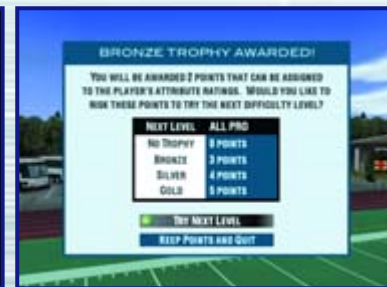 BRONZE TROPHY AWARDED!
YOU WILL BE AWARDED 2 POINTS THAT CAN BE ASSIGNED
TO THE PLAYER'S ATTRIBUTE RATINGS. WOULD YOU LIKE TO
RISK THESE POINTS TO TRY THE NEXT DIFFICULTY LEVEL?
NEXT LEVEL ALL PRO
NO TROPHY 0 POINTS
BRONZE 3 POINTS
SILVER 4 POINTS
GOLD 5 POINTS
TRY NEXT LEVEL
KEEP POINTS AND QUIT